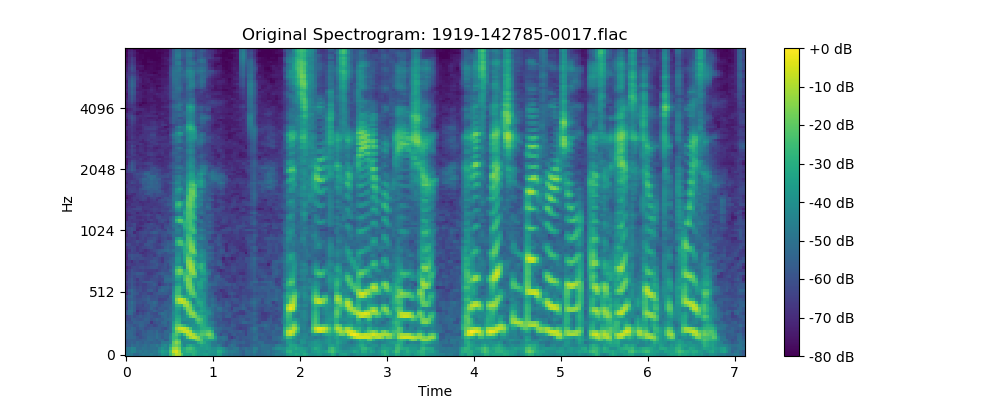 Original Spectrogram: 1919-142785-0017.flac
Hz
4096
2048
1024
512
0
0 1 2 3 4 5 6 7
Time
+0 dB
-10 dB
-20 dB
-30 dB
-40 dB
-50 dB
-60 dB
-70 dB
-80 dB